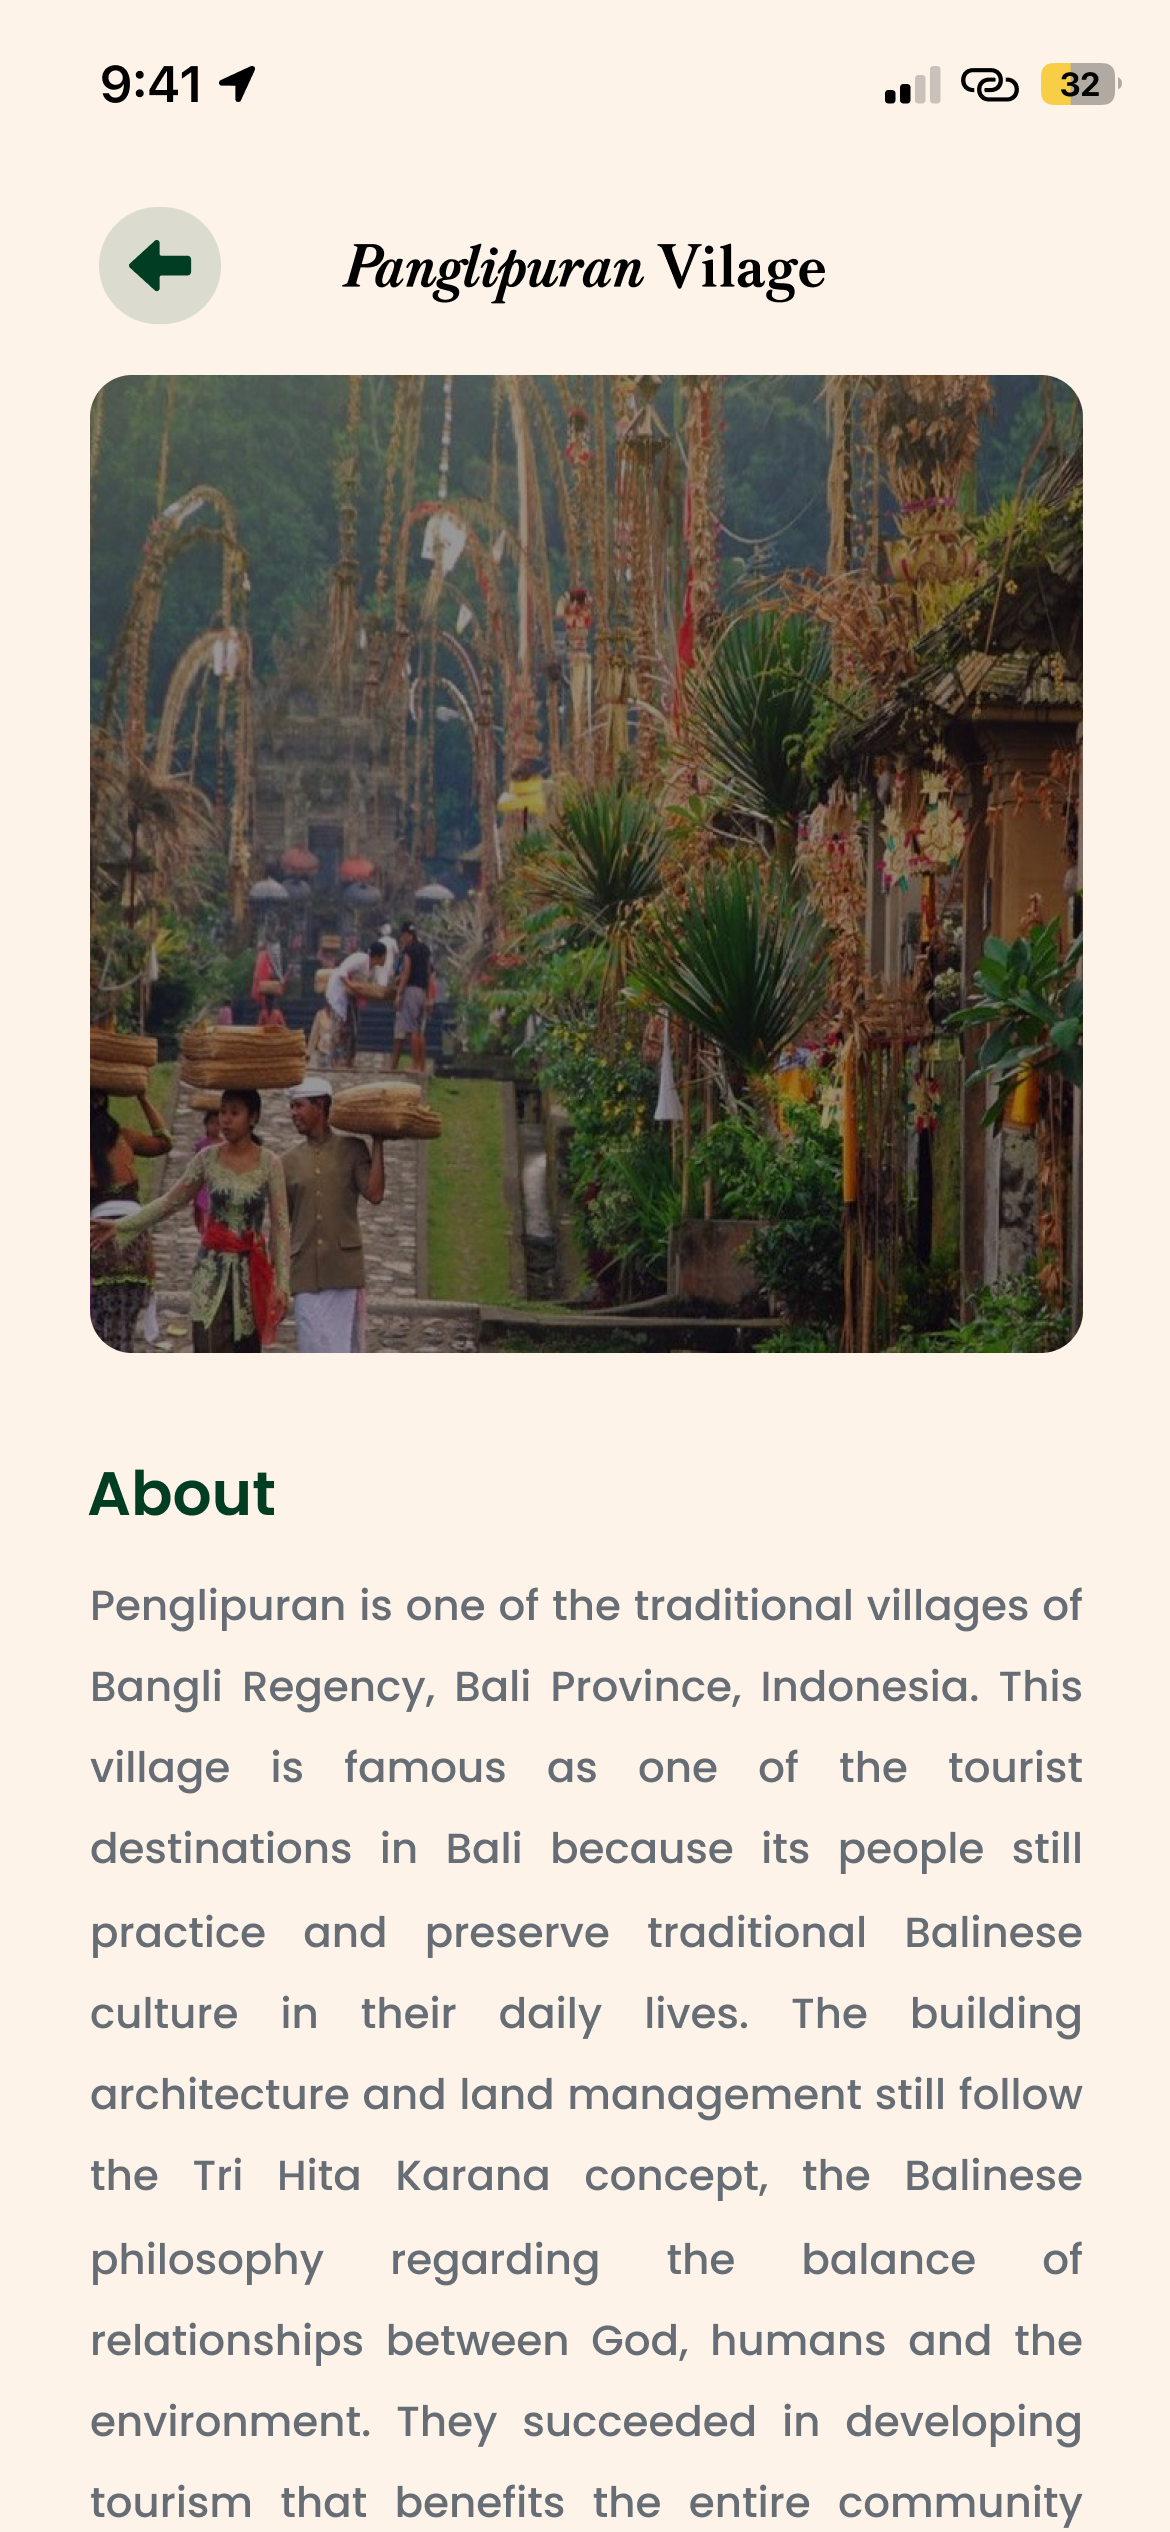 9:41
32
Panglipuran Vilage
About
Penglipuran is one of the traditional villages of
Bangli Regency, Bali Province, Indonesia. This
village is famous as one of the tourist
destinations in Bali because its people still
practice and preserve traditional Balinese
culture in their daily lives. The building
architecture and land management still follow
the Tri Hita Karana concept, the Balinese
philosophy regarding the balance of
relationships between God, humans and the
environment. They succeeded in developing
tourism that benefits the entire community